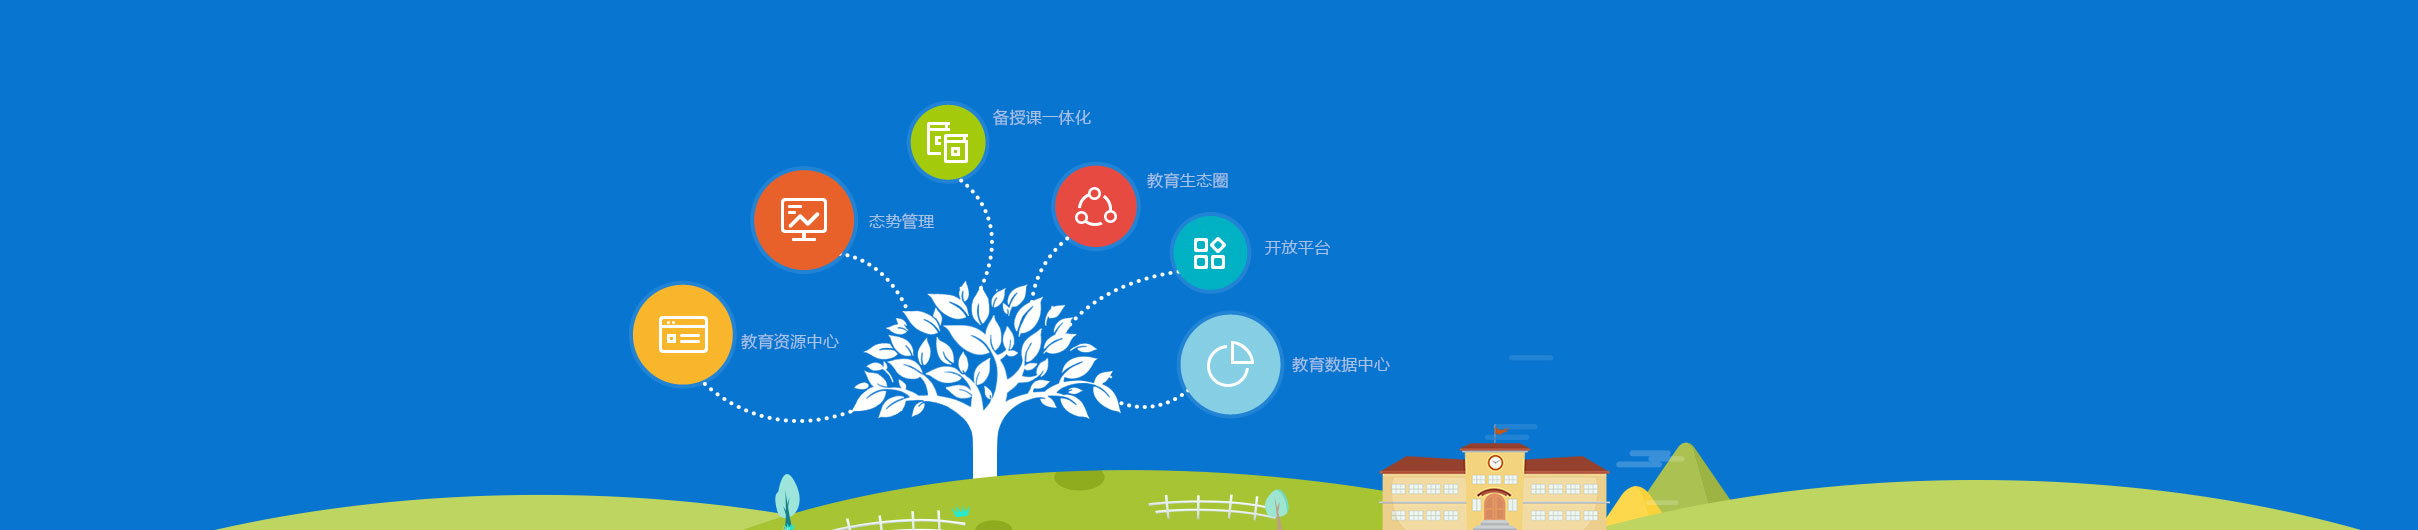 备授课一体化
教育生态圈
态势管理
开放平台
教育资源中心
教育数据中心